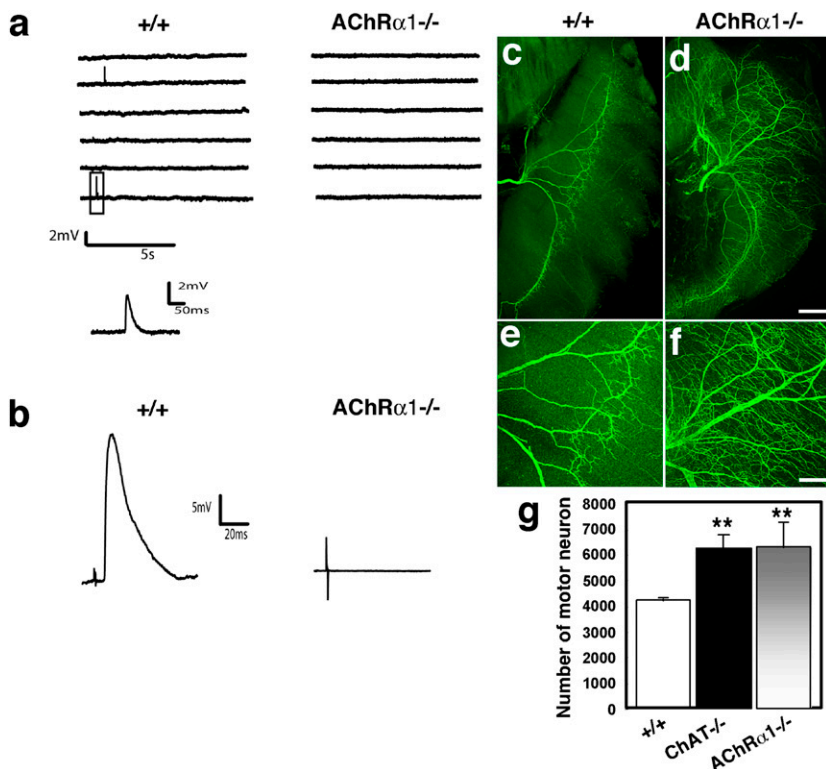 a
+/+
AChRα1-/-
2mV
5s
2mV
50ms
b
+/+
AChRα1-/-
5mV
20ms
+/+
AChRα1-/-
c
d
e
f
g
Number of motor neuron
8000
7000
6000
5000
4000
3000
2000
1000
0
**
**
+/+
ChAT-/-
AChRα1-/-